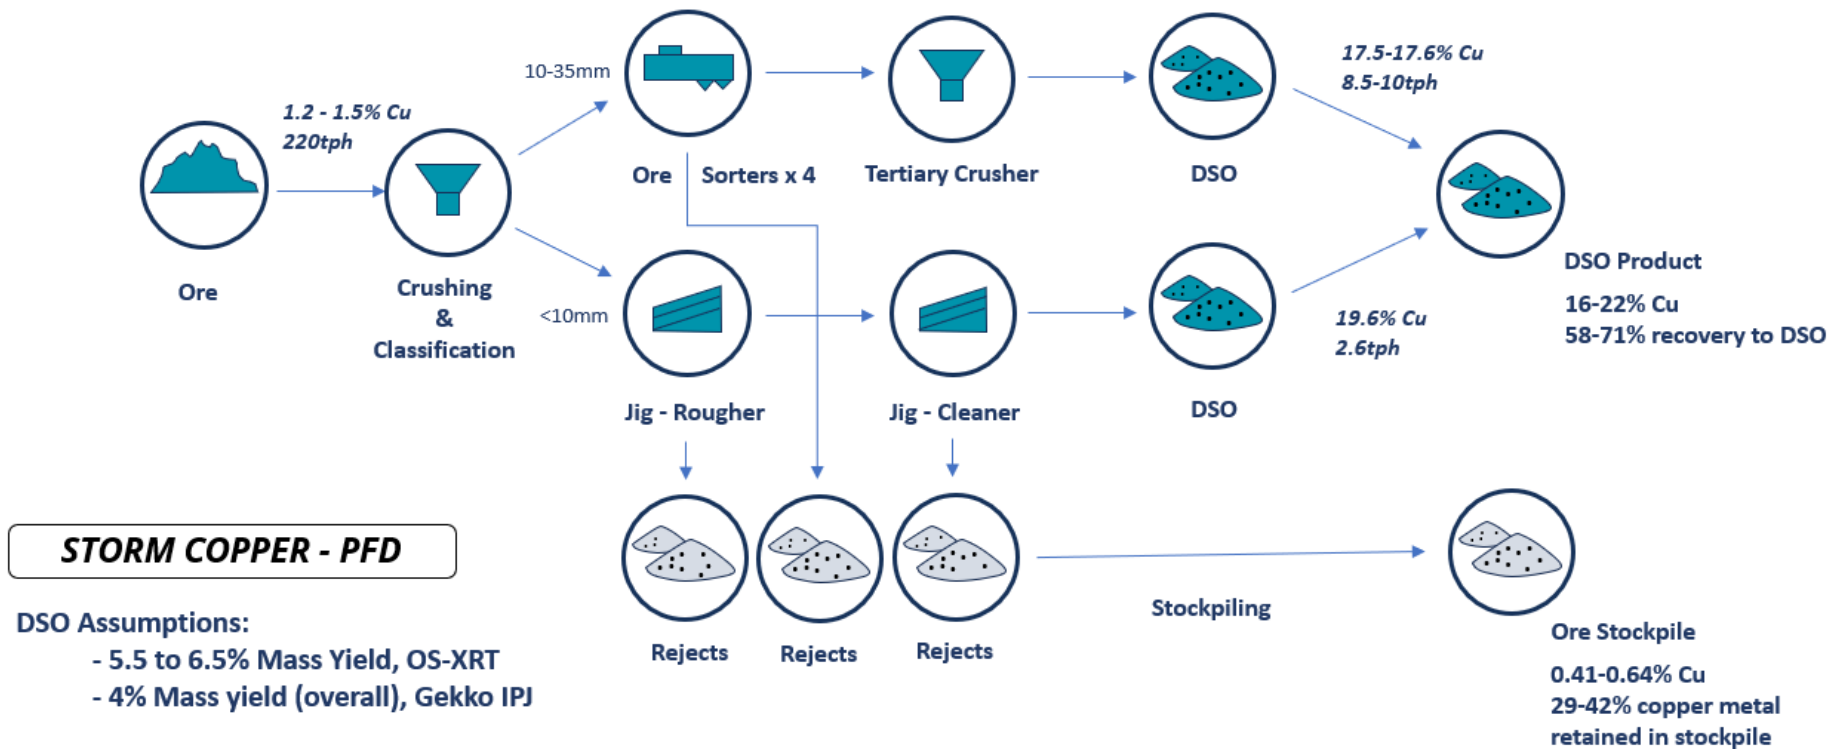 1.2 - 1.5% Cu
220tph
Ore
Crushing
&
Classification
10-35mm
<10mm
Ore
Sorters x 4
Tertiary Crusher
DSO
17.5-17.6% Cu
8.5-10tph
Jig - Rougher
Jig - Cleaner
DSO
19.6% Cu
2.6tph
DSO Product
16-22% Cu
58-71% recovery to DSO
Rejects
Rejects
Rejects
Stockpiling
Ore Stockpile
0.41-0.64% Cu
29-42% copper metal
retained in stockpile
STORM COPPER - PFD
DSO Assumptions:
- 5.5 to 6.5% Mass Yield, OS-XRT
- 4% Mass yield (overall), Gekko IPJ